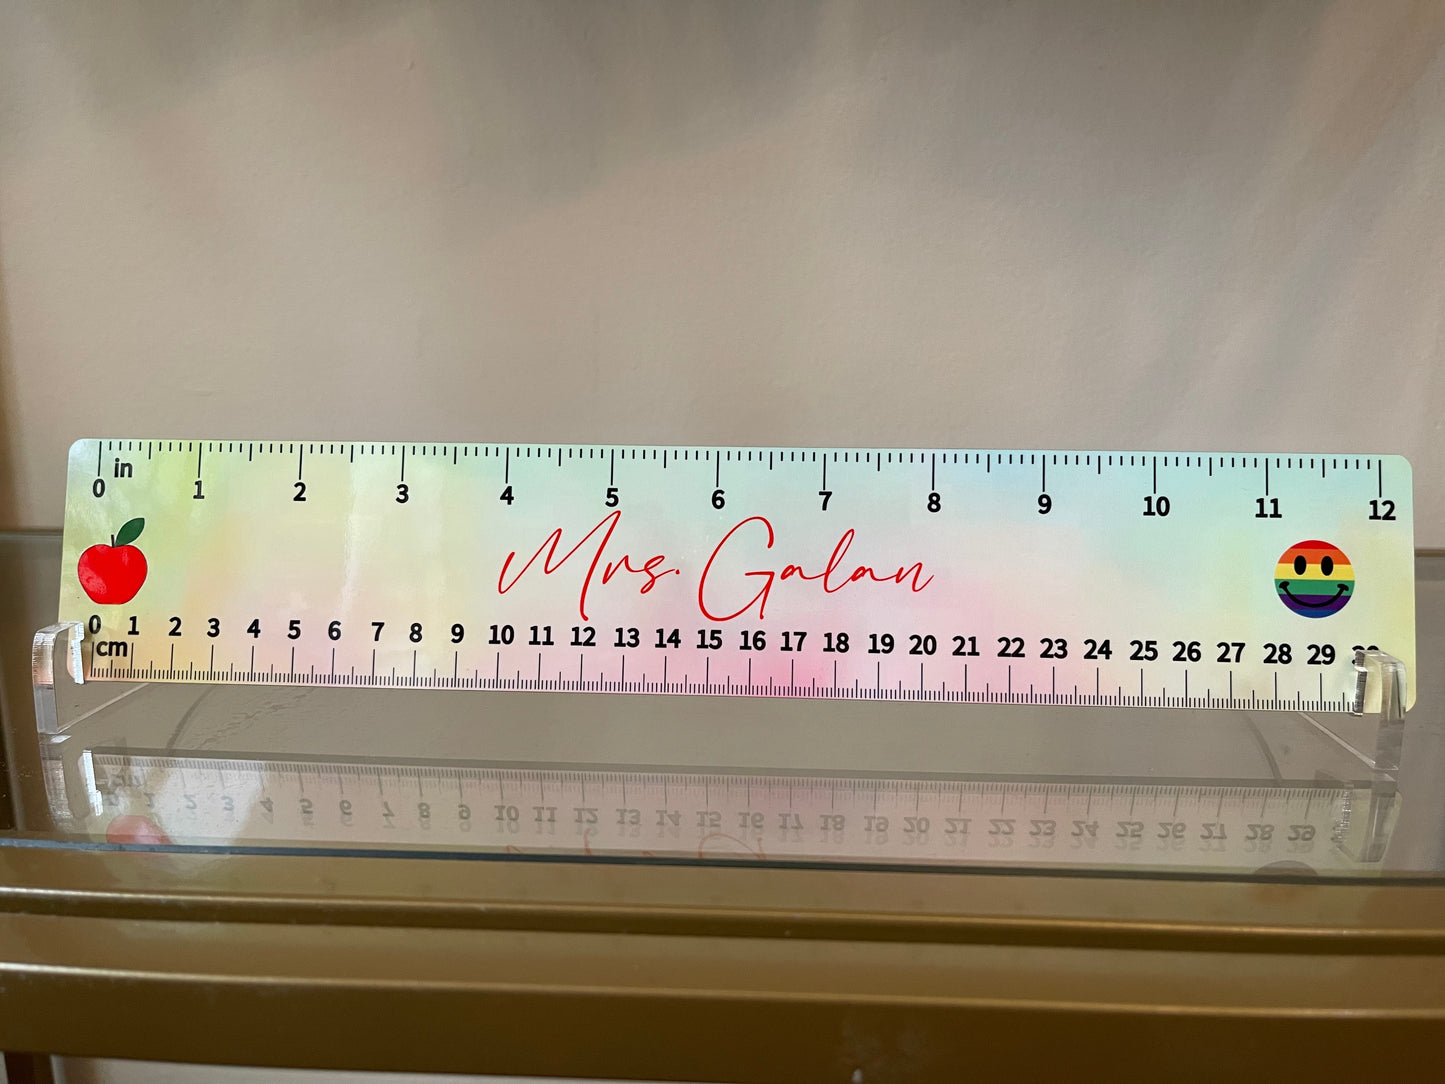 in
0 1 2 3 4 5 6 7 8 9 10 11 12
Mrs. Galan
0 1 2 3 4 5 6 7 8 9 10 11 12 13 14 15 16 17 18 19 20 21 22 23 24 25 26 27 28 29
cm